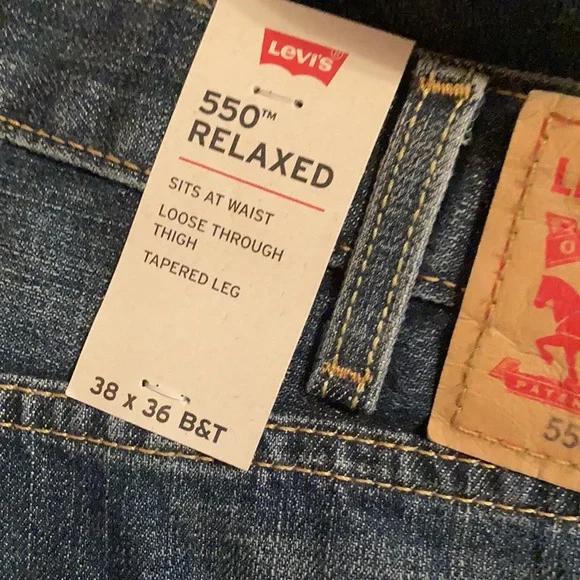 Levi's®
550™
RELAXED
SITS AT WAIST
LOOSE THROUGH
THIGH
TAPERED LEG
38 x 36 B&T